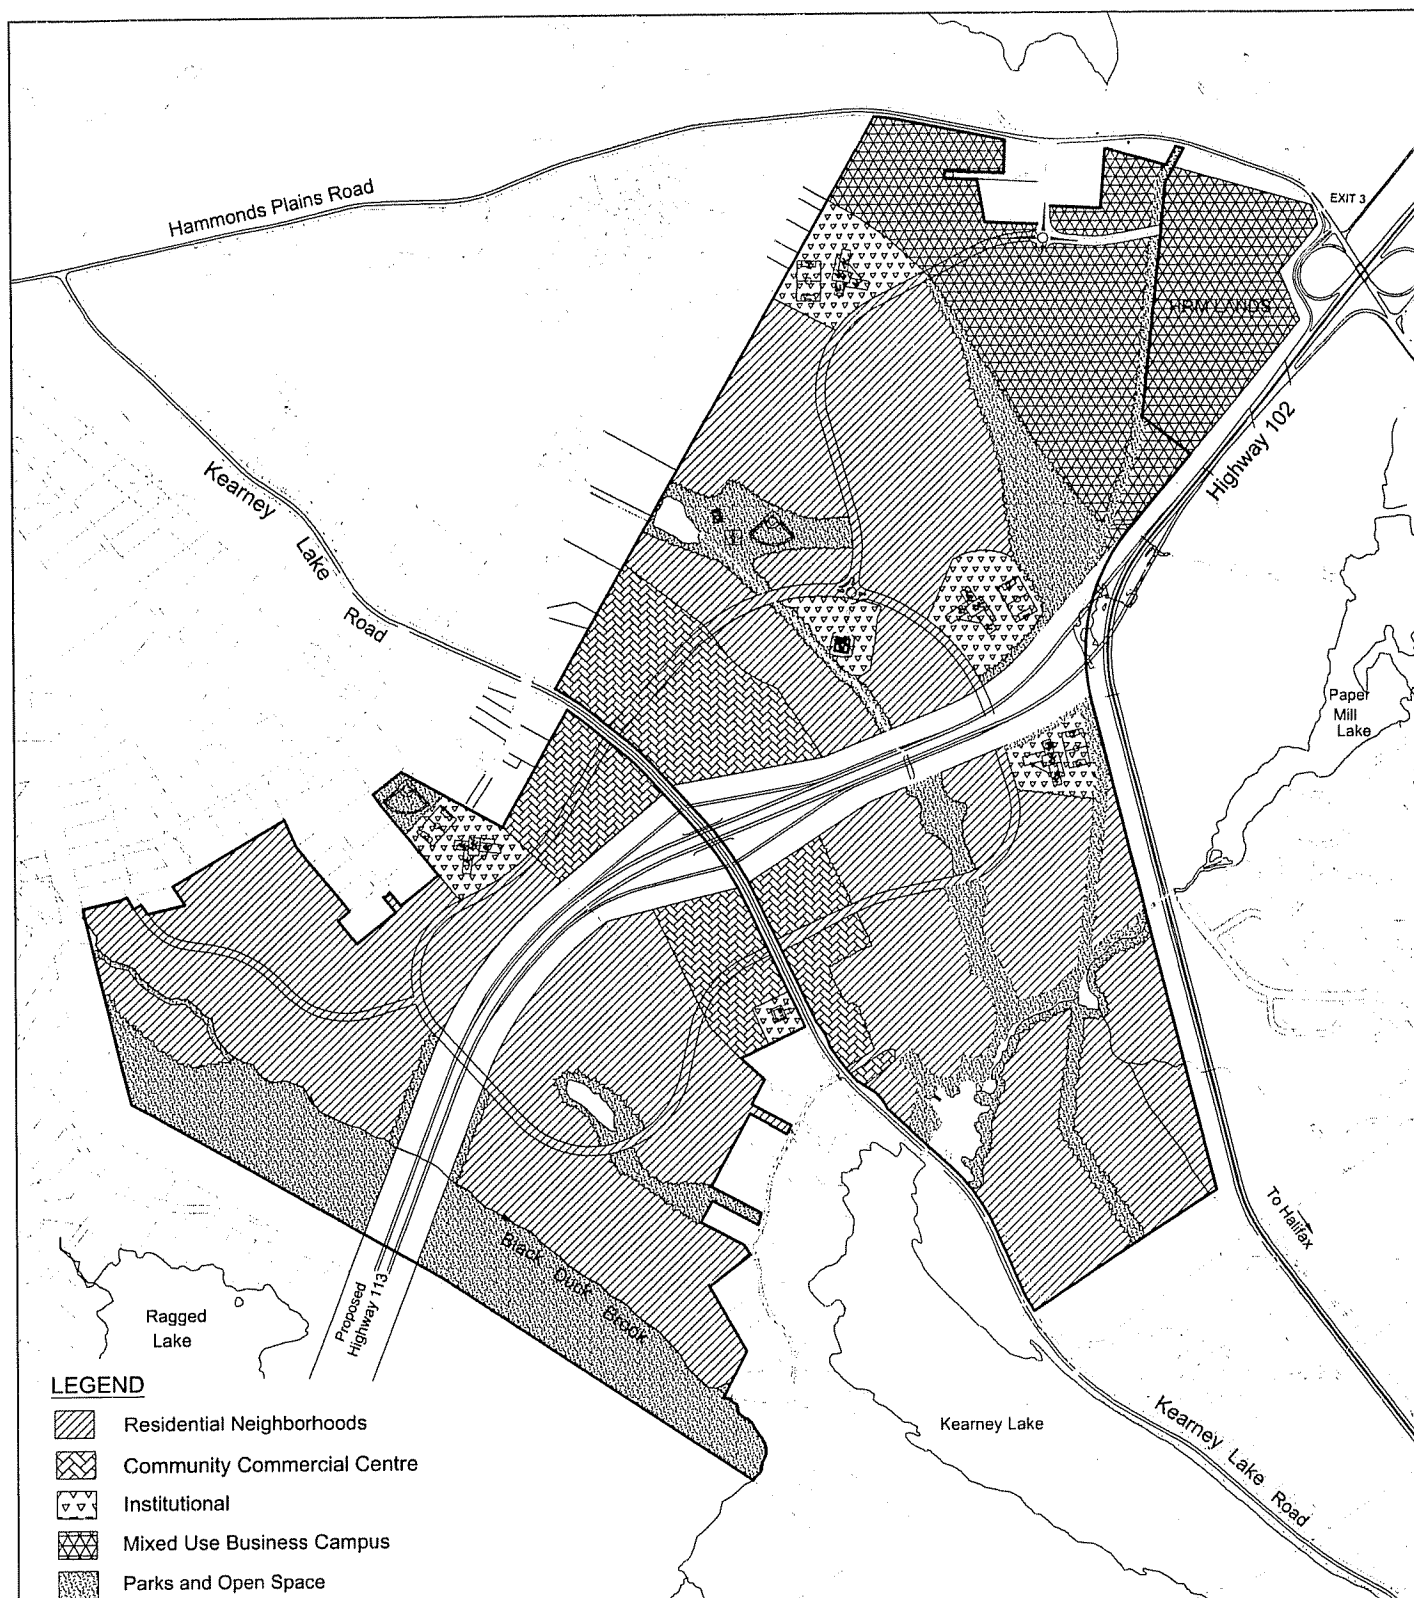 Hammonds Plains Road
EXIT 3
HRM LANDS
Highway 102
Kearney
Lake
Road
Paper
Mill
Lake
To Halifax
Black Duck Brook
Proposed
Highway 113
Ragged
Lake
Kearney Lake
Kearney Lake Road
LEGEND
Residential Neighborhoods
Community Commercial Centre
Institutional
Mixed Use Business Campus
Parks and Open Space